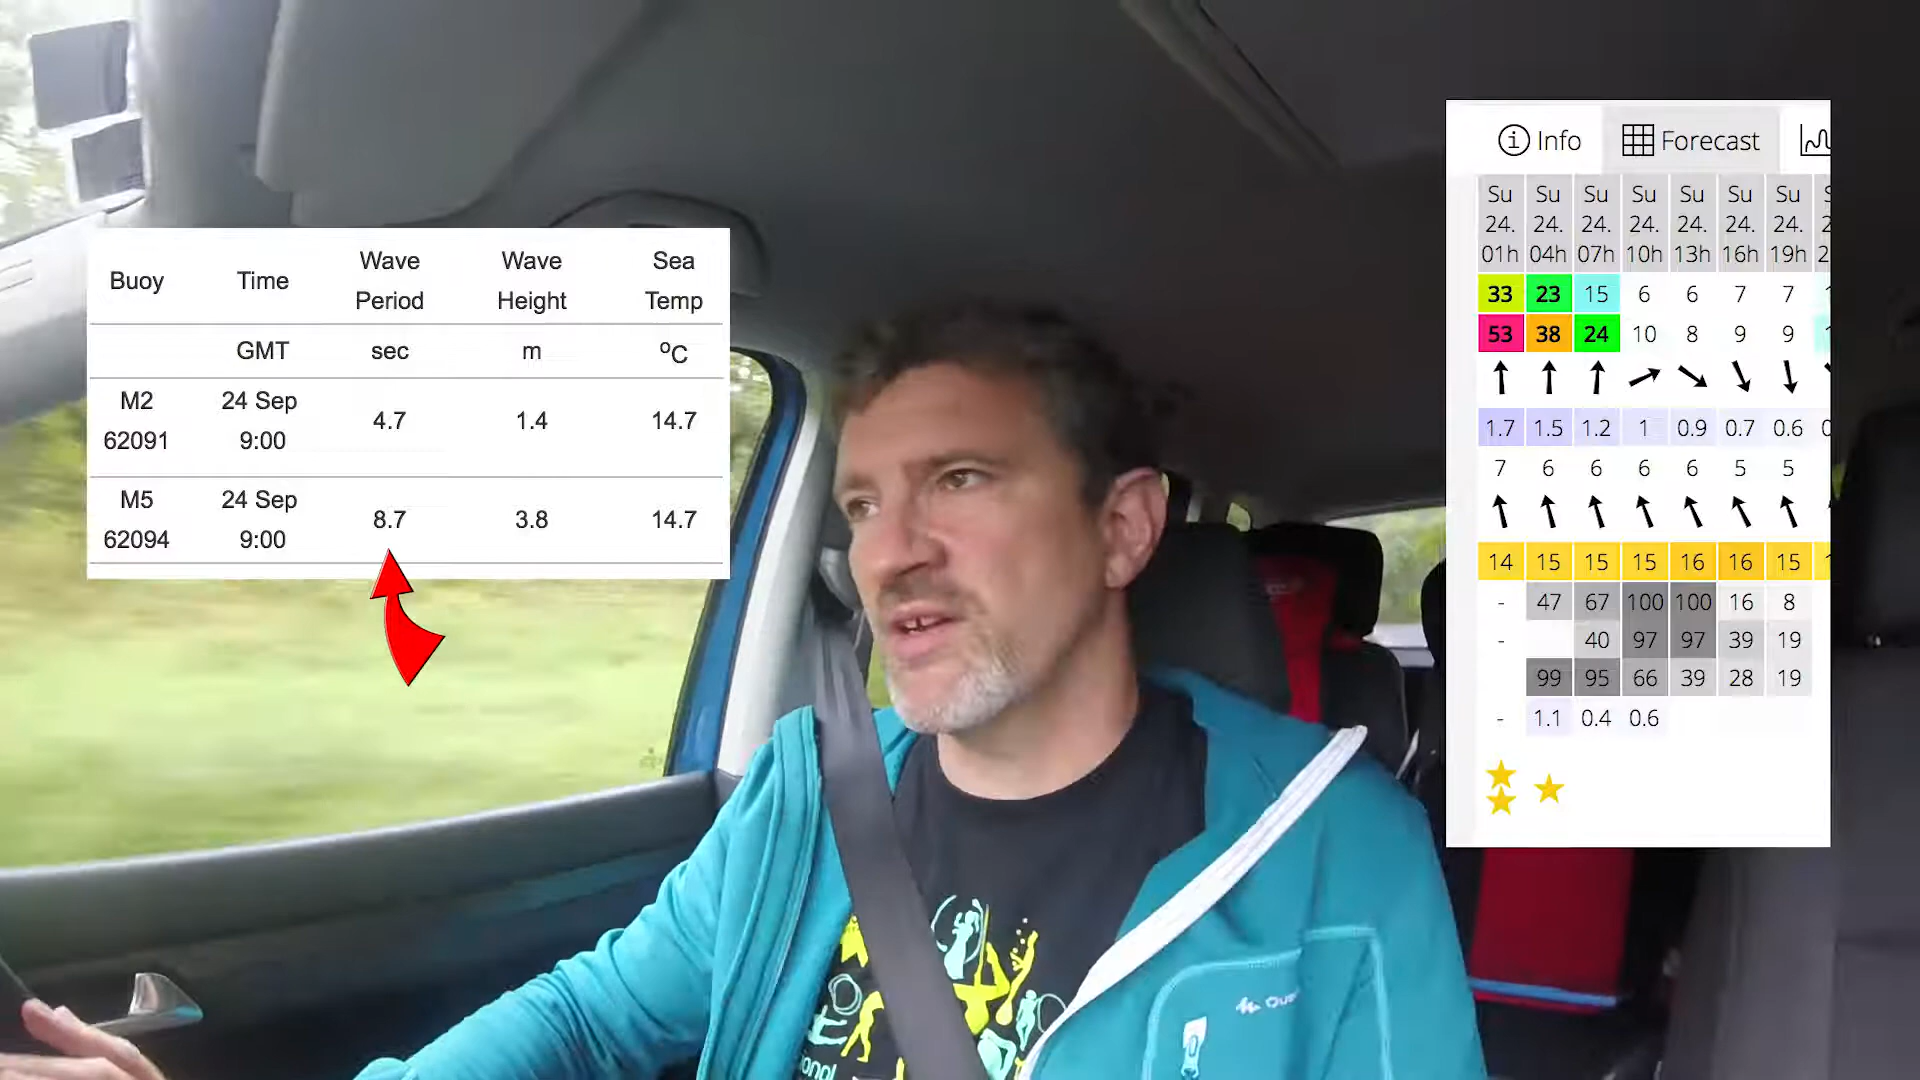 Buoy Time Wave Period Wave Height Sea Temp
GMT sec m ºC
M2 62091 24 Sep 9:00 4.7 1.4 14.7
M5 62094 24 Sep 9:00 8.7 3.8 14.7
Info Forecast
Su Su Su Su Su Su Su
24. 24. 24. 24. 24. 24. 24.
01h 04h 07h 10h 13h 16h 19h
33 23 15 6 6 7 7
53 38 24 10 8 9 9
1.7 1.5 1.2 1 0.9 0.7 0.6
7 6 6 6 6 5 5
14 15 15 15 16 16 15
- 47 67 100 100 16 8
- 40 97 97 39 19
99 95 66 39 28 19
- 1.1 0.4 0.6